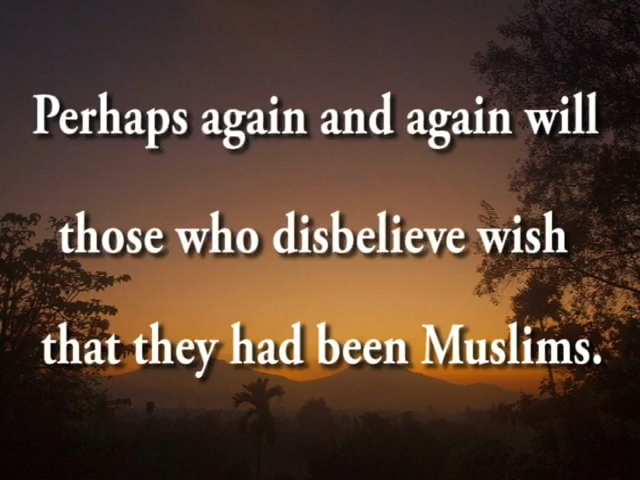 Perhaps again and again will
those who disbelieve wish
that they had been Muslims.